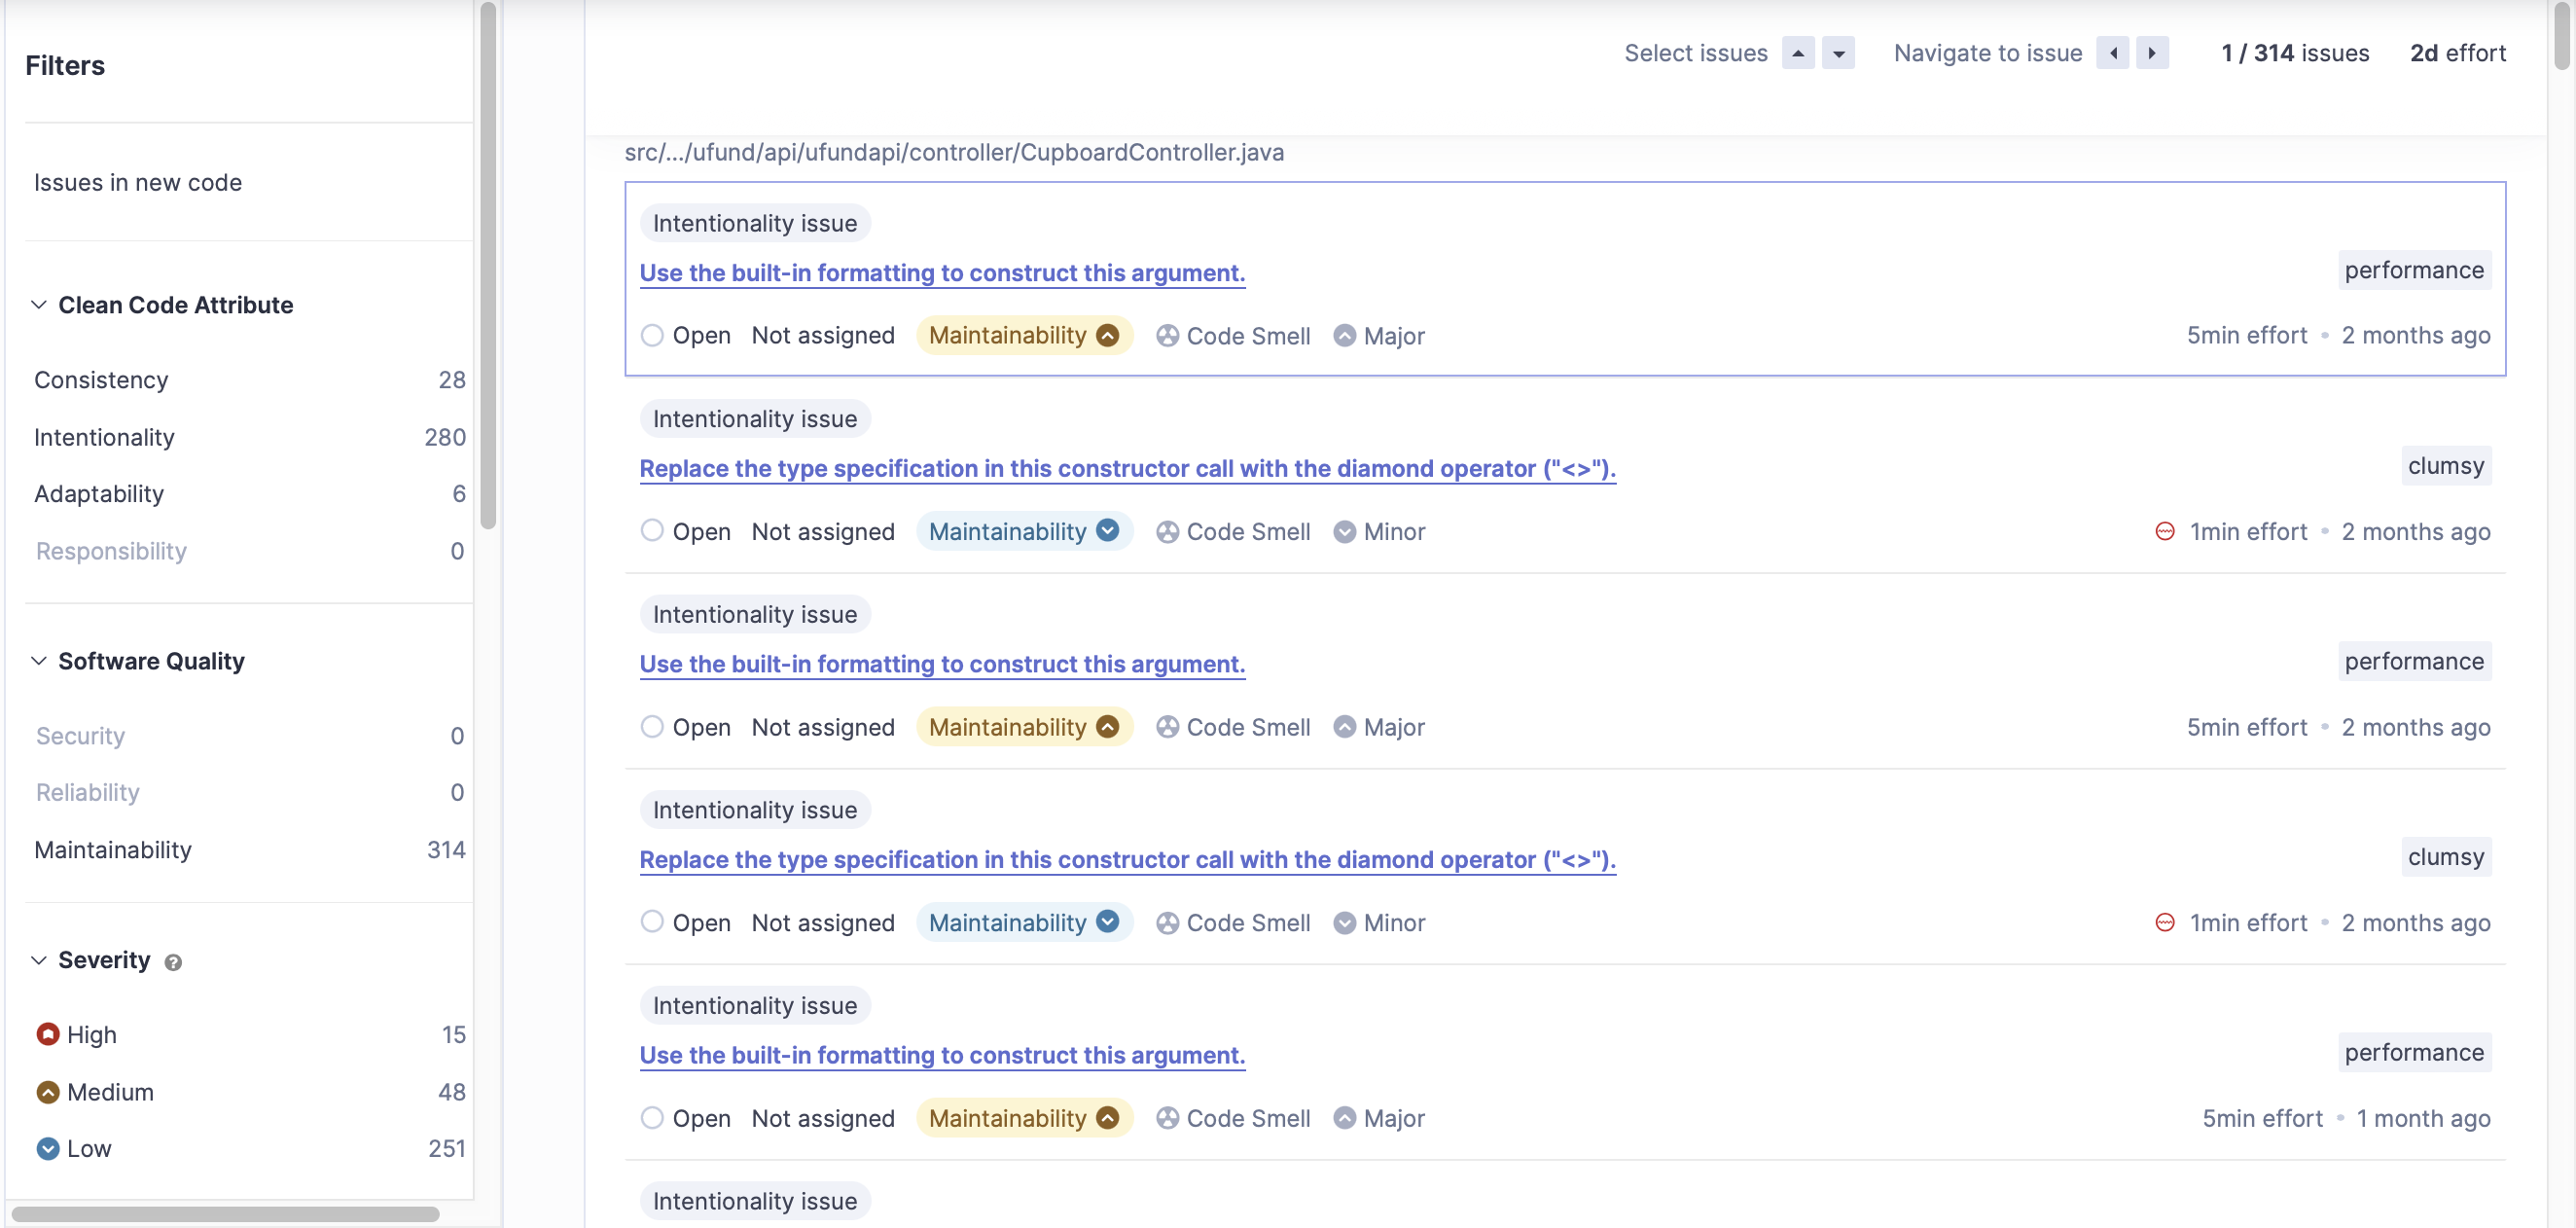 Filters
Issues in new code
Clean Code Attribute
Consistency 28
Intentionality 280
Adaptability 6
Responsibility 0
Software Quality
Security 0
Reliability 0
Maintainability 314
Severity ?
High 15
Medium 48
Low 251
Select issues Navigate to issue 1 / 314 issues 2d effort
src/.../ufund/api/ufundapi/controller/CupboardController.java
Intentionality issue
Use the built-in formatting to construct this argument. performance
Open Not assigned Maintainability Code Smell Major 5min effort • 2 months ago
Intentionality issue
Replace the type specification in this constructor call with the diamond operator ("<>"). clumsy
Open Not assigned Maintainability Code Smell Minor 1min effort • 2 months ago
Intentionality issue
Use the built-in formatting to construct this argument. performance
Open Not assigned Maintainability Code Smell Major 5min effort • 2 months ago
Intentionality issue
Replace the type specification in this constructor call with the diamond operator ("<>"). clumsy
Open Not assigned Maintainability Code Smell Minor 1min effort • 2 months ago
Intentionality issue
Use the built-in formatting to construct this argument. performance
Open Not assigned Maintainability Code Smell Major 5min effort • 1 month ago
Intentionality issue